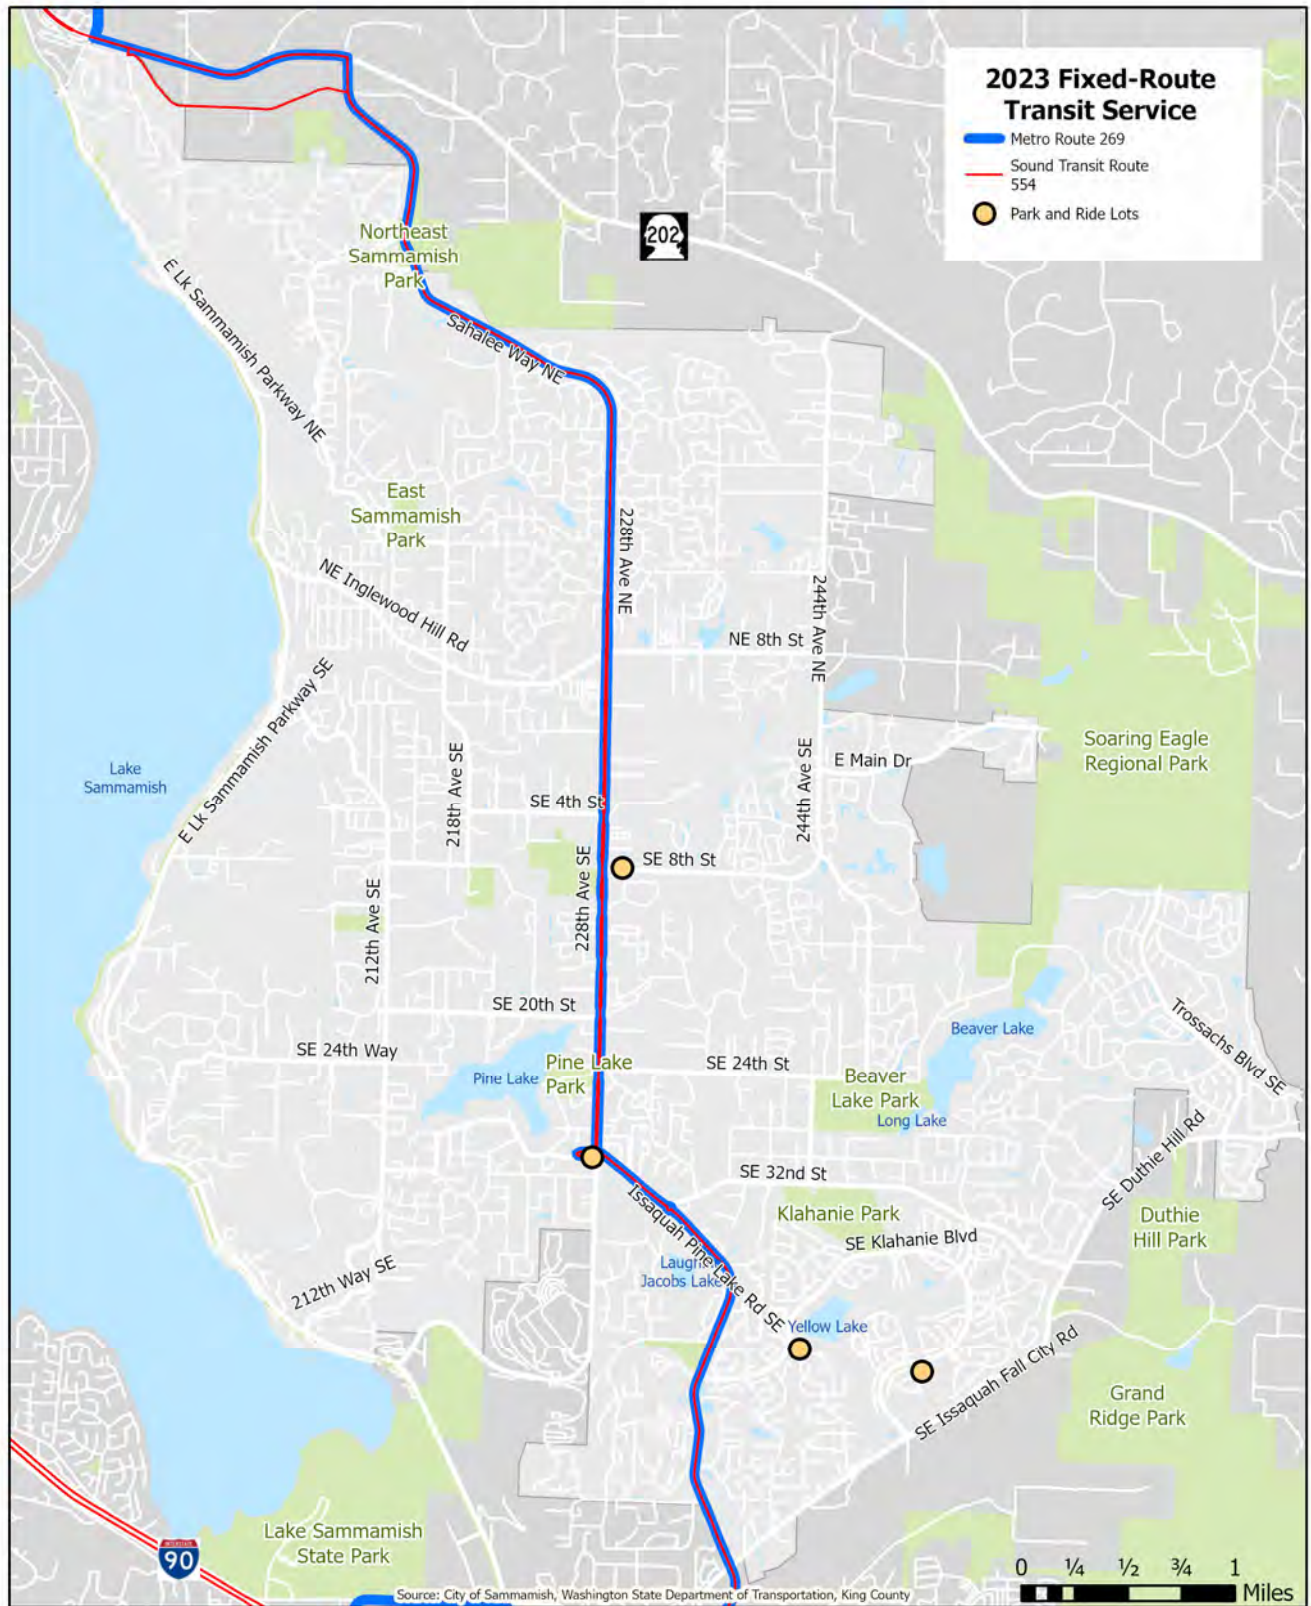 2023 Fixed-Route
Transit Service
Metro Route 269
Sound Transit Route
554
Park and Ride Lots
202
Northeast
Sammamish
Park
E Lk Sammamish Parkway NE
Sahalee Way NE
East
Sammamish
Park
228th Ave NE
NE Inglewood Hill Rd
244th Ave NE
NE 8th St
E Lk Sammamish Parkway SE
Soaring Eagle
Regional Park
Lake
Sammamish
218th Ave SE
244th Ave SE
E Main Dr
SE 4th St
SE 8th St
228th Ave SE
212th Ave SE
SE 20th St
Beaver Lake
Trossachs Blvd SE
SE 24th Way
Pine Lake
Pine Lake
Park
SE 24th St
Beaver
Lake Park
Long Lake
SE Duthie Hill Rd
SE 32nd St
Issaquah Pine Lake Rd SE
Klahanie Park
SE Klahanie Blvd
Duthie
Hill Park
Laughing
Jacobs Lake
212th Way SE
Yellow Lake
SE Issaquah Fall City Rd
Grand
Ridge Park
Lake Sammamish
State Park
INTERSTATE
90
0 ¼ ½ ¾ 1
Miles
Source: City of Sammamish, Washington State Department of Transportation, King County